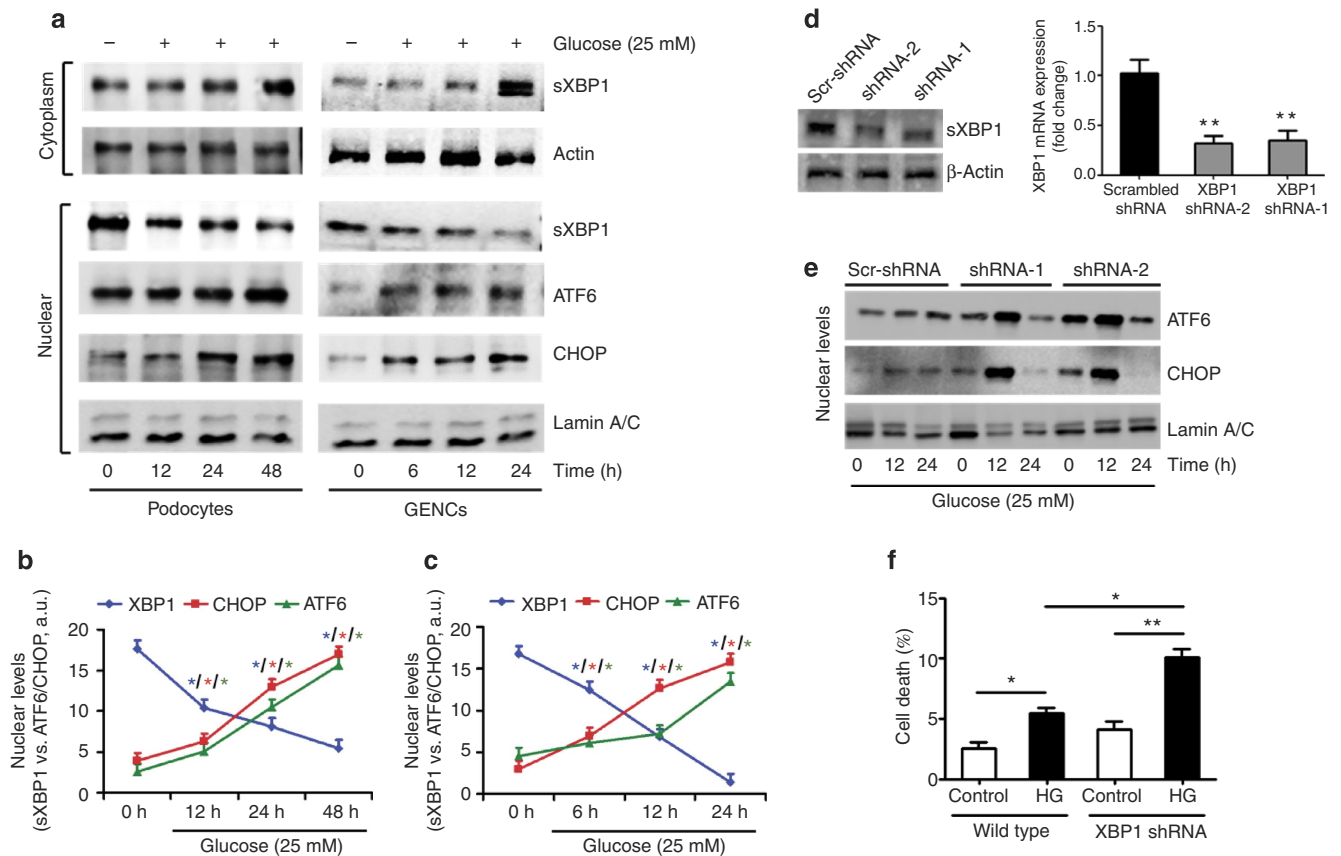 a
− + + + − + + + Glucose (25 mM)
Cytoplasm
sXBP1
Actin
Nuclear
sXBP1
ATF6
CHOP
Lamin A/C
0 12 24 48 0 6 12 24 Time (h)
Podocytes GENCs
b
XBP1 CHOP ATF6
Nuclear levels
(sXBP1 vs. ATF6/CHOP, a.u.)
20
15
10
5
0
*/*/* */*/* */*/*
0 h 12 h 24 h 48 h
Glucose (25 mM)
c
XBP1 CHOP ATF6
Nuclear levels
(sXBP1 vs. ATF6/CHOP, a.u.)
20
15
10
5
0
*/*/* */*/* */*/*
0 h 6 h 12 h 24 h
Glucose (25 mM)
d
Scr-shRNA shRNA-2 shRNA-1
sXBP1
β-Actin
XBP1 mRNA expression
(fold change)
1.5
1.0
0.5
0.0
** **
Scrambled XBP1 XBP1
shRNA shRNA-2 shRNA-1
e
Scr-shRNA shRNA-1 shRNA-2
Nuclear levels
ATF6
CHOP
Lamin A/C
0 12 24 0 12 24 0 12 24 Time (h)
Glucose (25 mM)
f
Cell death (%)
15
10
5
0
*
**
*
Control HG Control HG
Wild type XBP1 shRNA